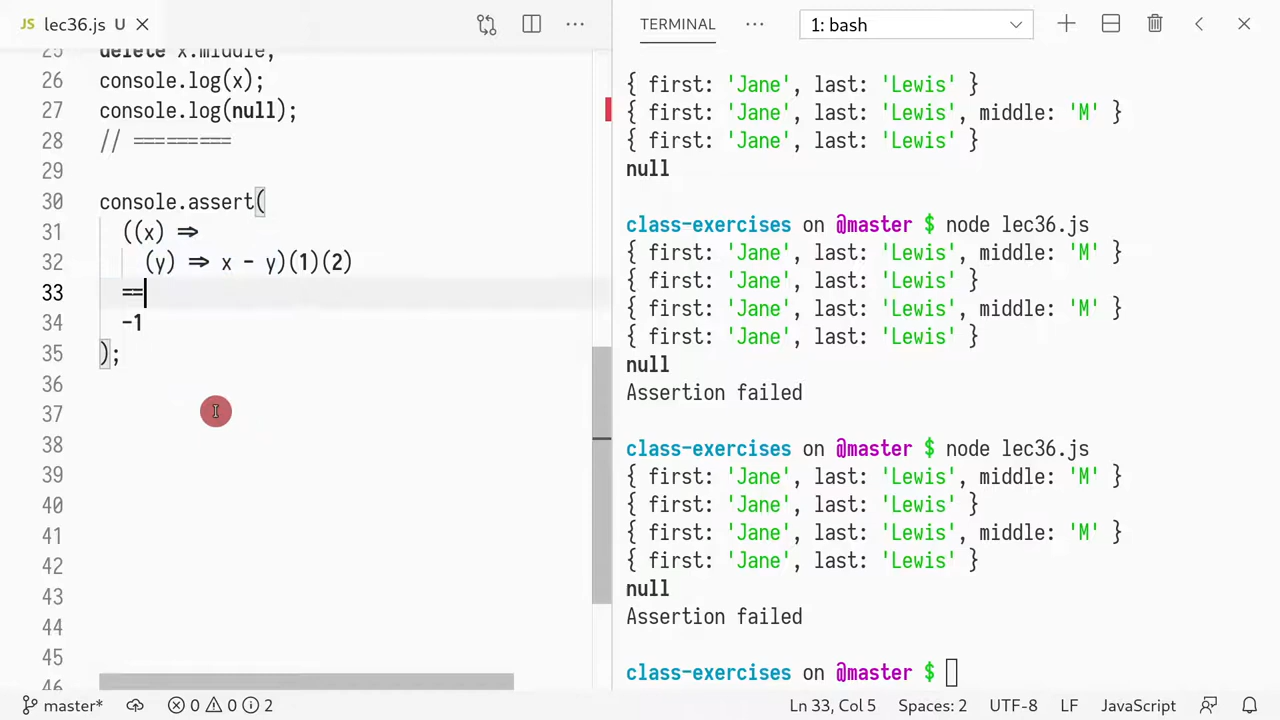 JS lec36.js U
TERMINAL ··· 1: bash
25 delete x.middle;
26 console.log(x);
27 console.log(null);
28 // =========
29
30 console.assert(
31 ((x) =>
32 (y) => x - y)(1)(2)
33 ==
34 -1
35 );
36
37
38
39
40
41
42
43
44
45
46
{ first: 'Jane', last: 'Lewis' }
{ first: 'Jane', last: 'Lewis', middle: 'M' }
{ first: 'Jane', last: 'Lewis' }
null
class-exercises on @master $ node lec36.js
{ first: 'Jane', last: 'Lewis', middle: 'M' }
{ first: 'Jane', last: 'Lewis' }
{ first: 'Jane', last: 'Lewis', middle: 'M' }
{ first: 'Jane', last: 'Lewis' }
null
Assertion failed
class-exercises on @master $ node lec36.js
{ first: 'Jane', last: 'Lewis', middle: 'M' }
{ first: 'Jane', last: 'Lewis' }
{ first: 'Jane', last: 'Lewis', middle: 'M' }
{ first: 'Jane', last: 'Lewis' }
null
Assertion failed
class-exercises on @master $
master* 0 0 2 Ln 33, Col 5 Spaces: 2 UTF-8 LF JavaScript